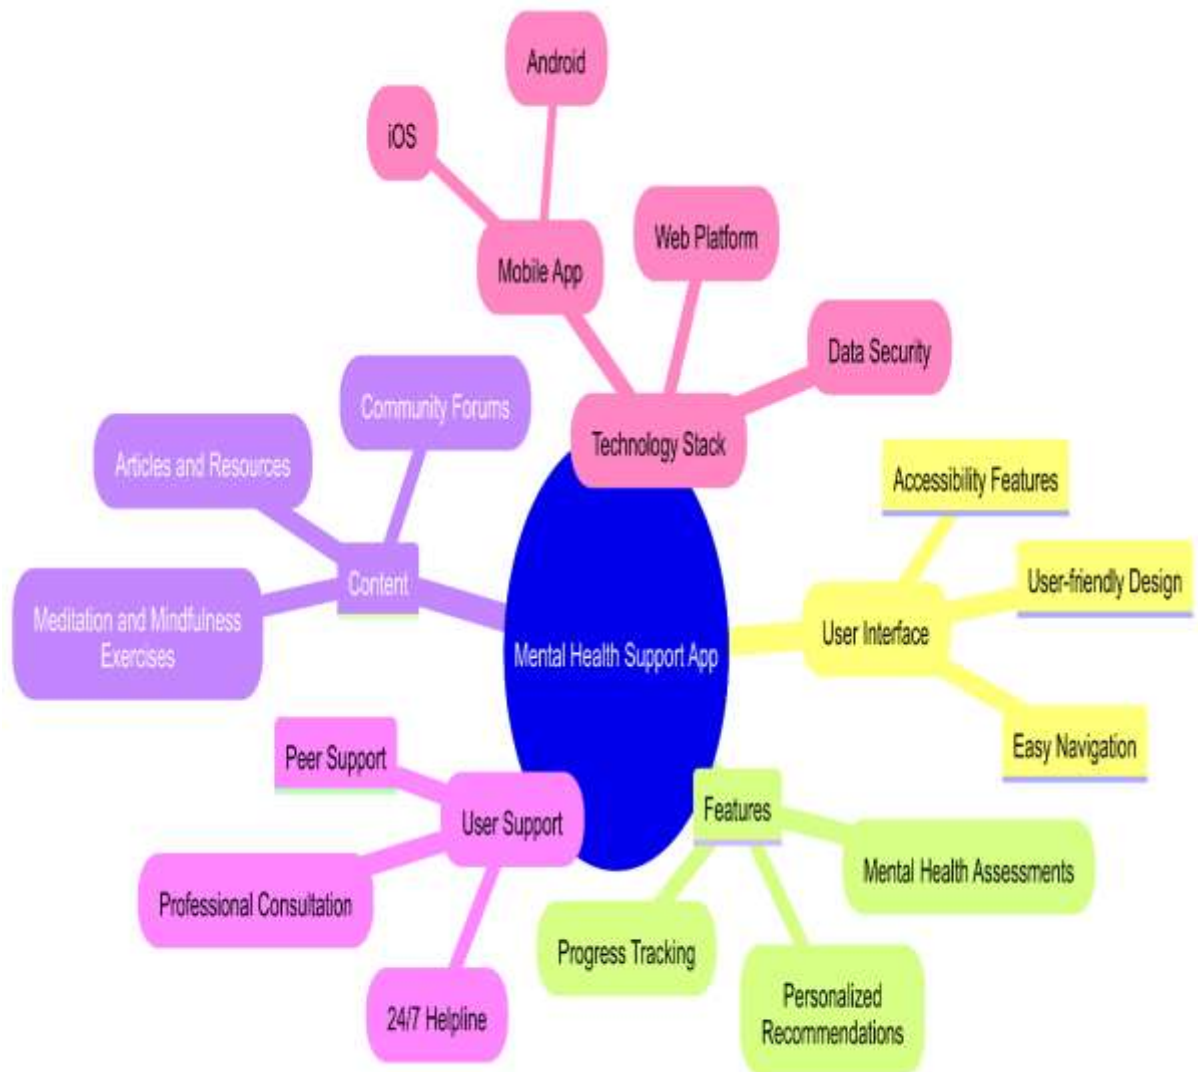 Android
iOS
Mobile App
Web Platform
Data Security
Technology Stack
Community Forums
Articles and Resources
Content
Meditation and Mindfulness
Exercises
Mental Health Support App
Accessibility Features
User-friendly Design
User Interface
Easy Navigation
Peer Support
User Support
Professional Consultation
24/7 Helpline
Features
Mental Health Assessments
Progress Tracking
Personalized
Recommendations